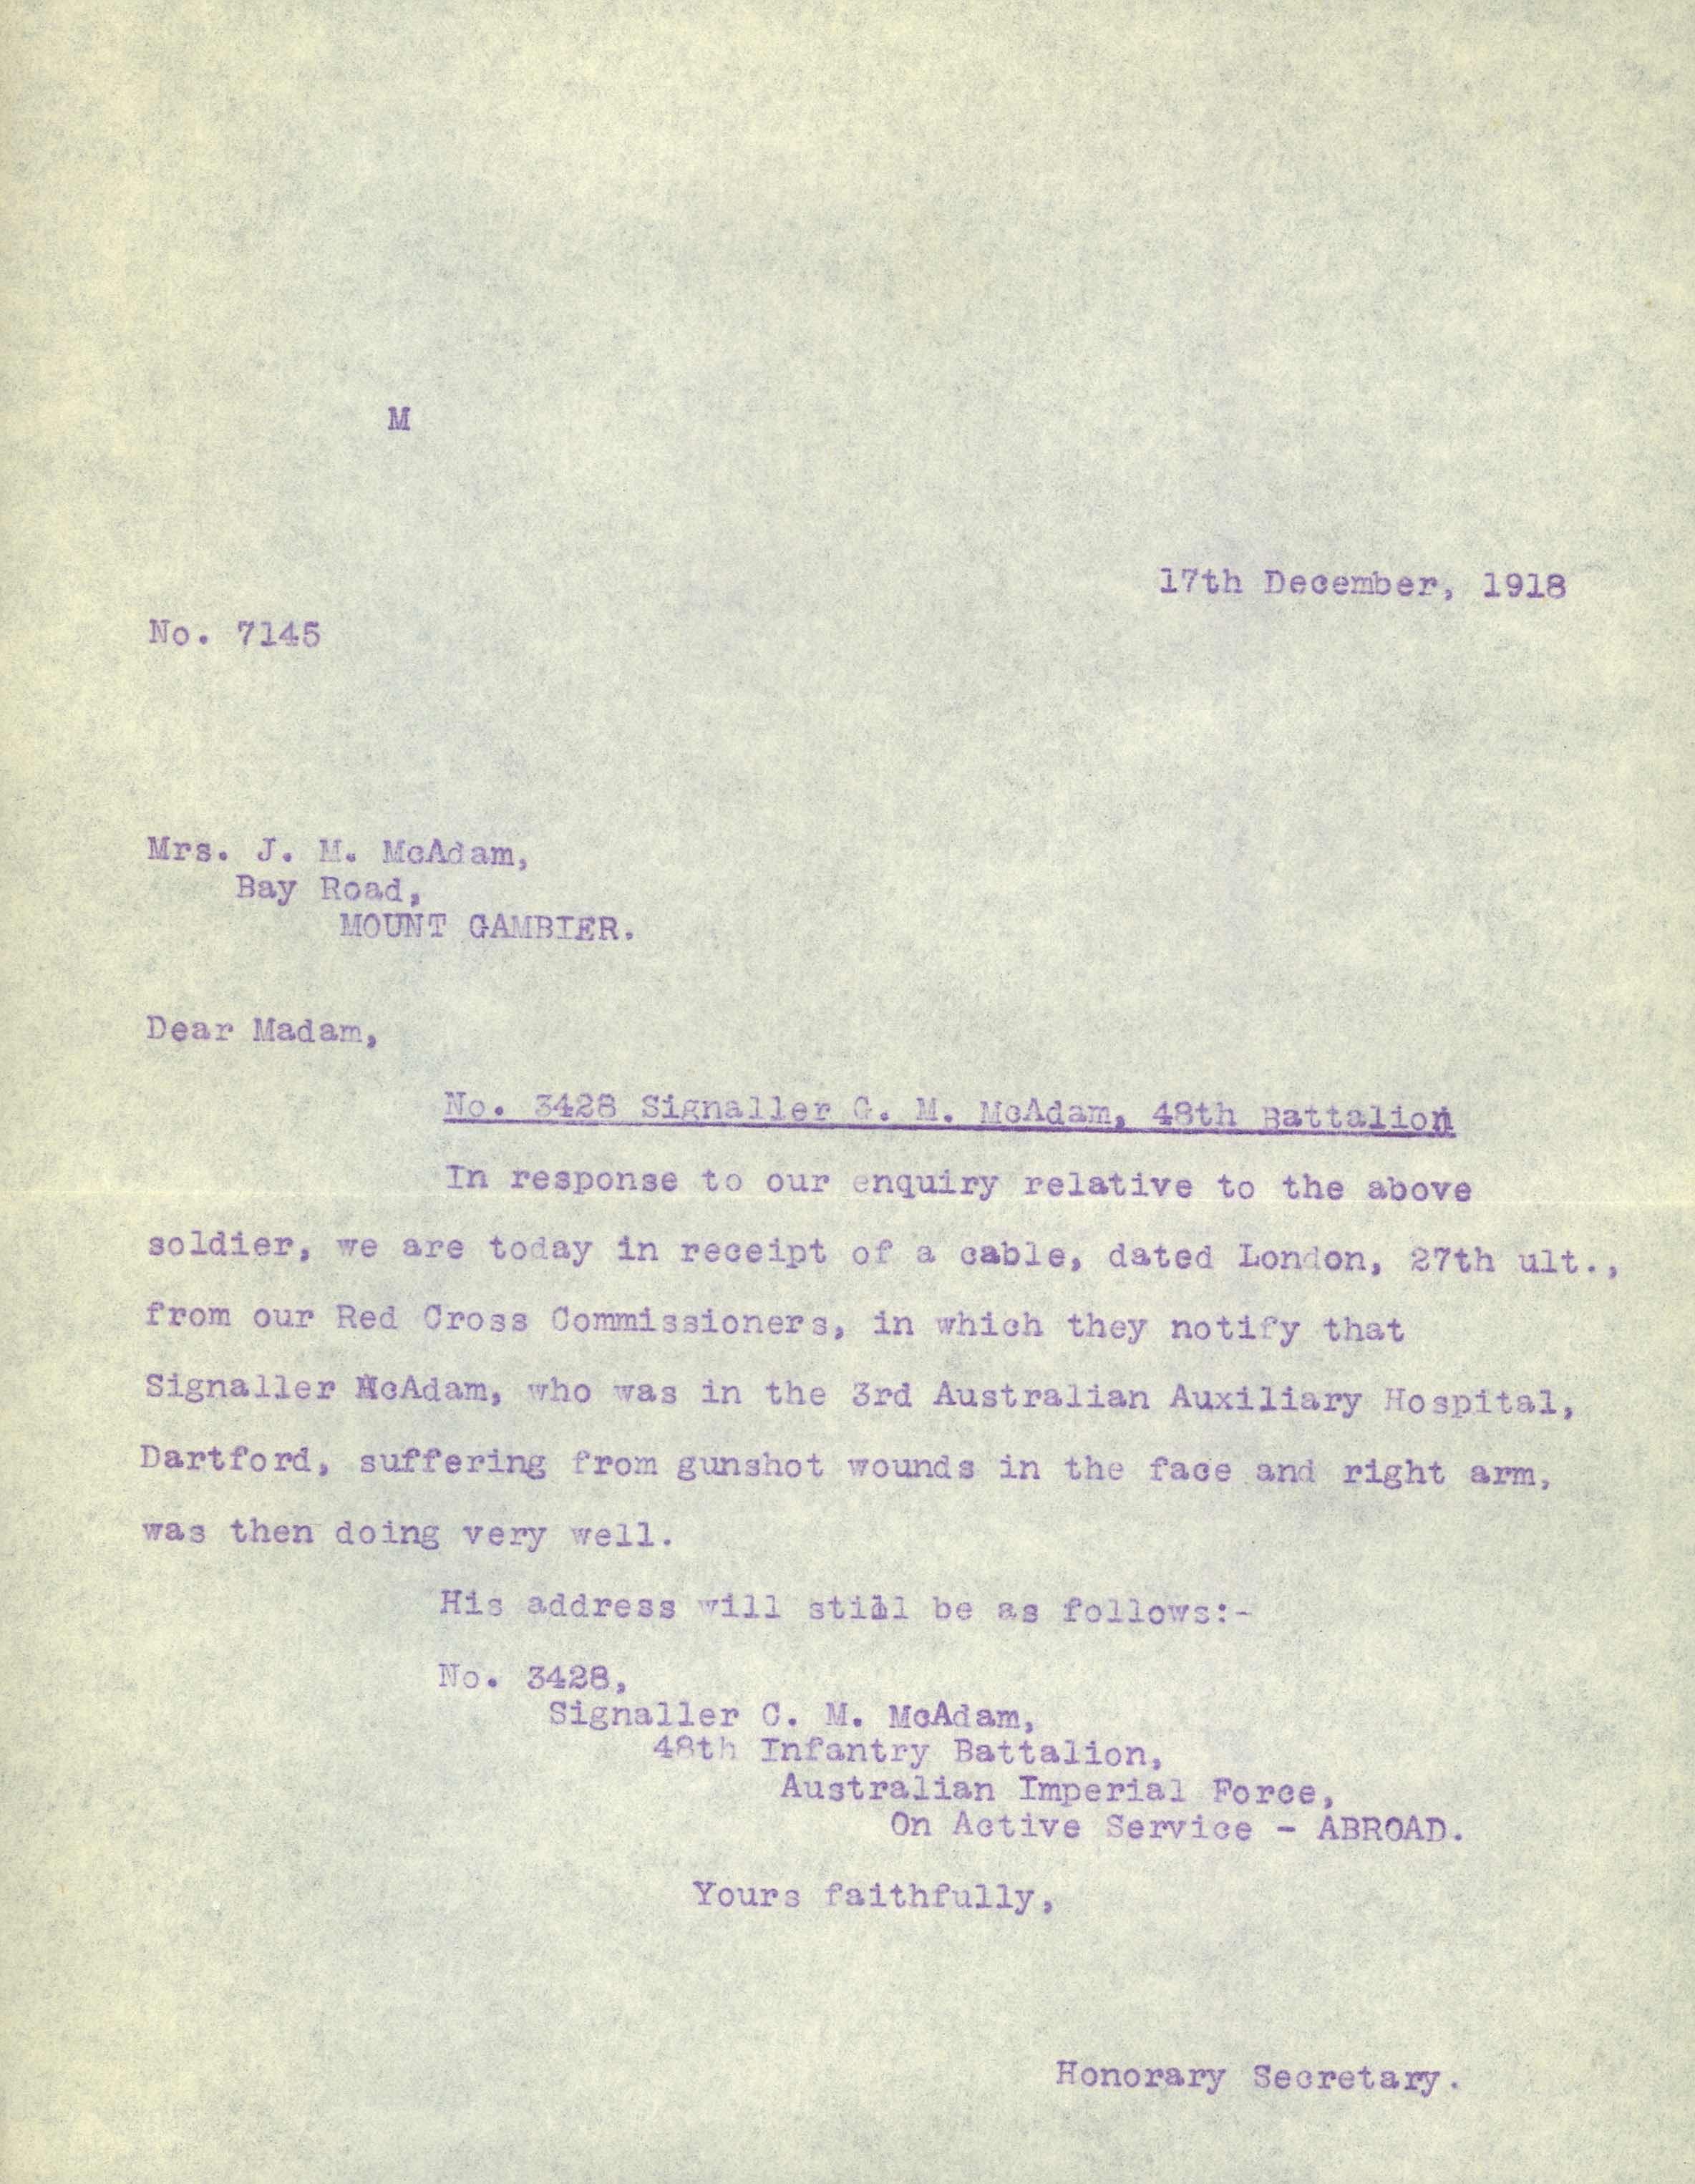 M
17th December, 1918
No. 7145
Mrs. J. M. McAdam,
Bay Road,
MOUNT GAMBIER.
Dear Madam,
No. 3428 Signaller G. M. McAdam, 48th Battalion
In response to our enquiry relative to the above
soldier, we are today in receipt of a cable, dated London, 27th ult.,
from our Red Cross Commissioners, in which they notify that
Signaller McAdam, who was in the 3rd Australian Auxiliary Hospital,
Dartford, suffering from gunshot wounds in the face and right arm,
was then doing very well.
His address will still be as follows:-
No. 3428,
Signaller C. M. McAdam,
48th Infantry Battalion,
Australian Imperial Force,
On Active Service - ABROAD.
Yours faithfully,
Honorary Secretary.